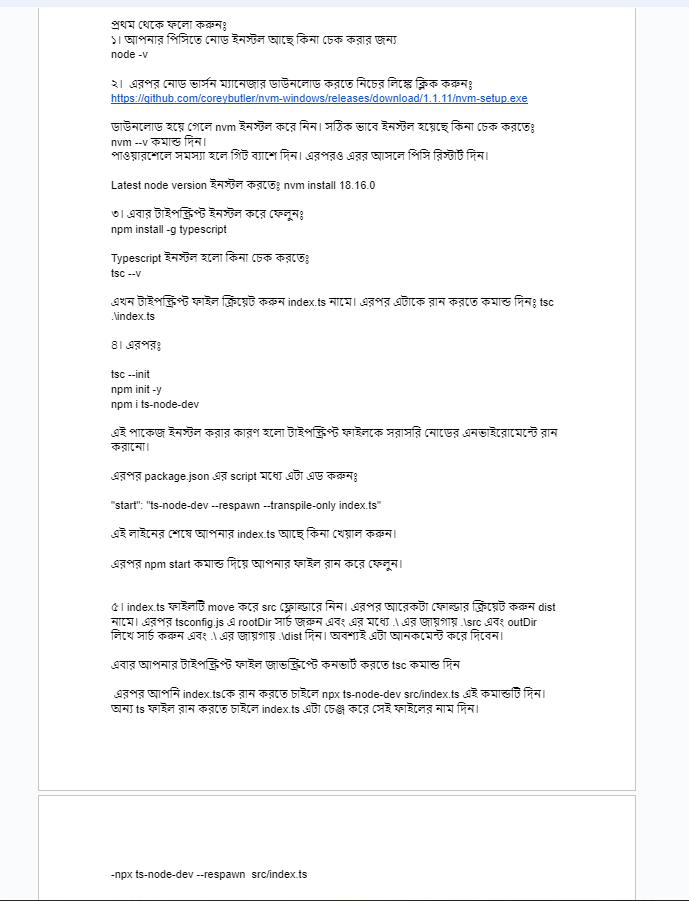 প্রথম থেকে ফলো করুনঃ
১। আপনার পিসিতে নোড ইনস্টল আছে কিনা চেক করার জন্য
node -v
২। এরপর নোড ভার্সন ম্যানেজার ডাউনলোড করতে নিচের লিঙ্কে ক্লিক করুনঃ
https://github.com/coreybutler/nvm-windows/releases/download/1.1.11/nvm-setup.exe
ডাউনলোড হয়ে গেলে nvm ইনস্টল করে নিন। সঠিক ভাবে ইনস্টল হয়েছে কিনা চেক করতেঃ
nvm --v কমান্ড দিন।
পাওয়ারশেলে সমস্যা হলে গিট ব্যাশে দিন। এরপরও এরর আসলে পিসি রিস্টার্ট দিন।
Latest node version ইনস্টল করতেঃ nvm install 18.16.0
৩। এবার টাইপস্ক্রিপ্ট ইনস্টল করে ফেলুনঃ
npm install -g typescript
Typescript ইনস্টল হলো কিনা চেক করতেঃ
tsc --v
এখন টাইপস্ক্রিপ্ট ফাইল ক্রিয়েট করুন index.ts নামে। এরপর এটাকে রান করতে কমান্ড দিনঃ tsc
.\index.ts
৪। এরপরঃ
tsc --init
npm init -y
npm i ts-node-dev
এই পাকেজ ইনস্টল করার কারণ হলো টাইপস্ক্রিপ্ট ফাইলকে সরাসরি নোডের এনভাইরোমেন্টে রান
করানো।
এরপর package.json এর script মধ্যে এটা এড করুনঃ
"start": "ts-node-dev --respawn --transpile-only index.ts"
এই লাইনের শেষে আপনার index.ts আছে কিনা খেয়াল করুন।
এরপর npm start কমান্ড দিয়ে আপনার ফাইল রান করে ফেলুন।
৫। index.ts ফাইলটি move করে src ফ্লোল্ডারে নিন। এরপর আরেকটা ফোল্ডার ক্রিয়েট করুন dist
নামে। এরপর tsconfig.js এ rootDir সার্চ জরুন এবং এর মধ্যে .\ এর জায়গায় .\src এবং outDir
লিখে সার্চ করুন এবং .\ এর জায়গায় .\dist দিন। অবশ্যই এটা আনকমেন্ট করে দিবেন।
এবার আপনার টাইপস্ক্রিপ্ট ফাইল জাভস্ক্রিপ্টে কনভার্ট করতে tsc কমান্ড দিন
এরপর আপনি index.tsকে রান করতে চাইলে npx ts-node-dev src/index.ts এই কমান্ডটি দিন।
অন্য ts ফাইল রান করতে চাইলে index.ts এটা চেঞ্জ করে সেই ফাইলের নাম দিন।
-npx ts-node-dev --respawn src/index.ts